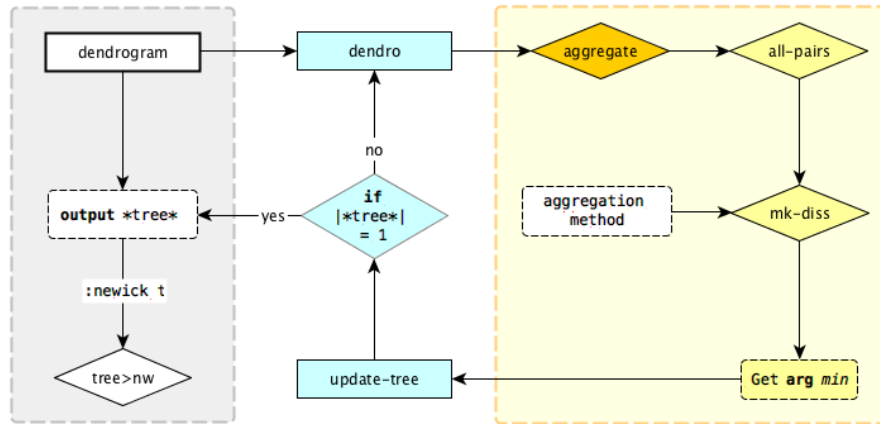 dendrogram
dendro
aggregate
all-pairs
no
output *tree*
yes
if
|*tree*|
= 1
aggregation
method
mk-diss
:newick t
tree>nw
update-tree
Get arg min